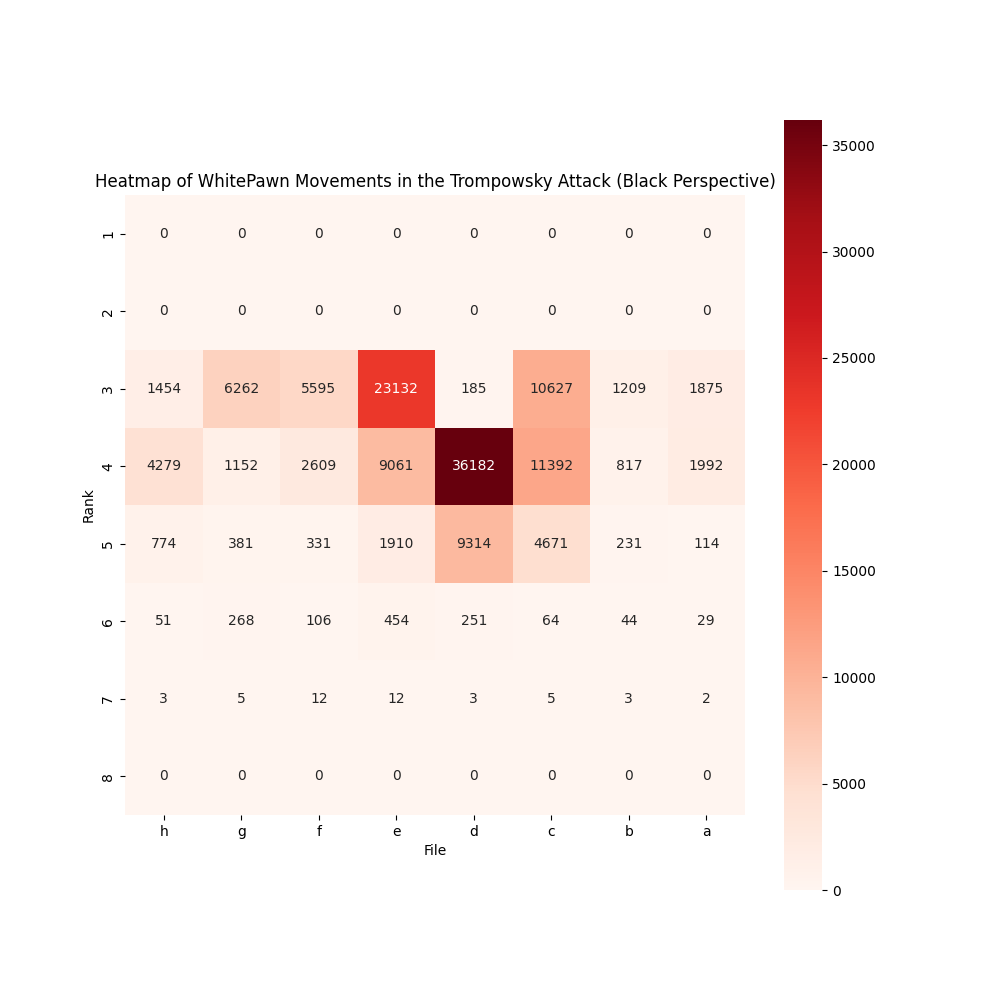 Heatmap of WhitePawn Movements in the Trompowsky Attack (Black Perspective)
1 0 0 0 0 0 0 0 0
2 0 0 0 0 0 0 0 0
3 1454 6262 5595 23132 185 10627 1209 1875
4 4279 1152 2609 9061 36182 11392 817 1992
5 774 381 331 1910 9314 4671 231 114
6 51 268 106 454 251 64 44 29
7 3 5 12 12 3 5 3 2
8 0 0 0 0 0 0 0 0
Rank
h g f e d c b a
File
35000
30000
25000
20000
15000
10000
5000
0